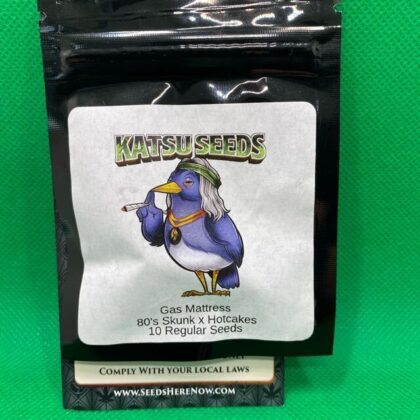 KATSU SEEDS
Gas Mattress
80's Skunk x Hotcakes
10 Regular Seeds
COMPLY WITH YOUR LOCAL LAWS
WWW.SEEDSHERENOW.COM